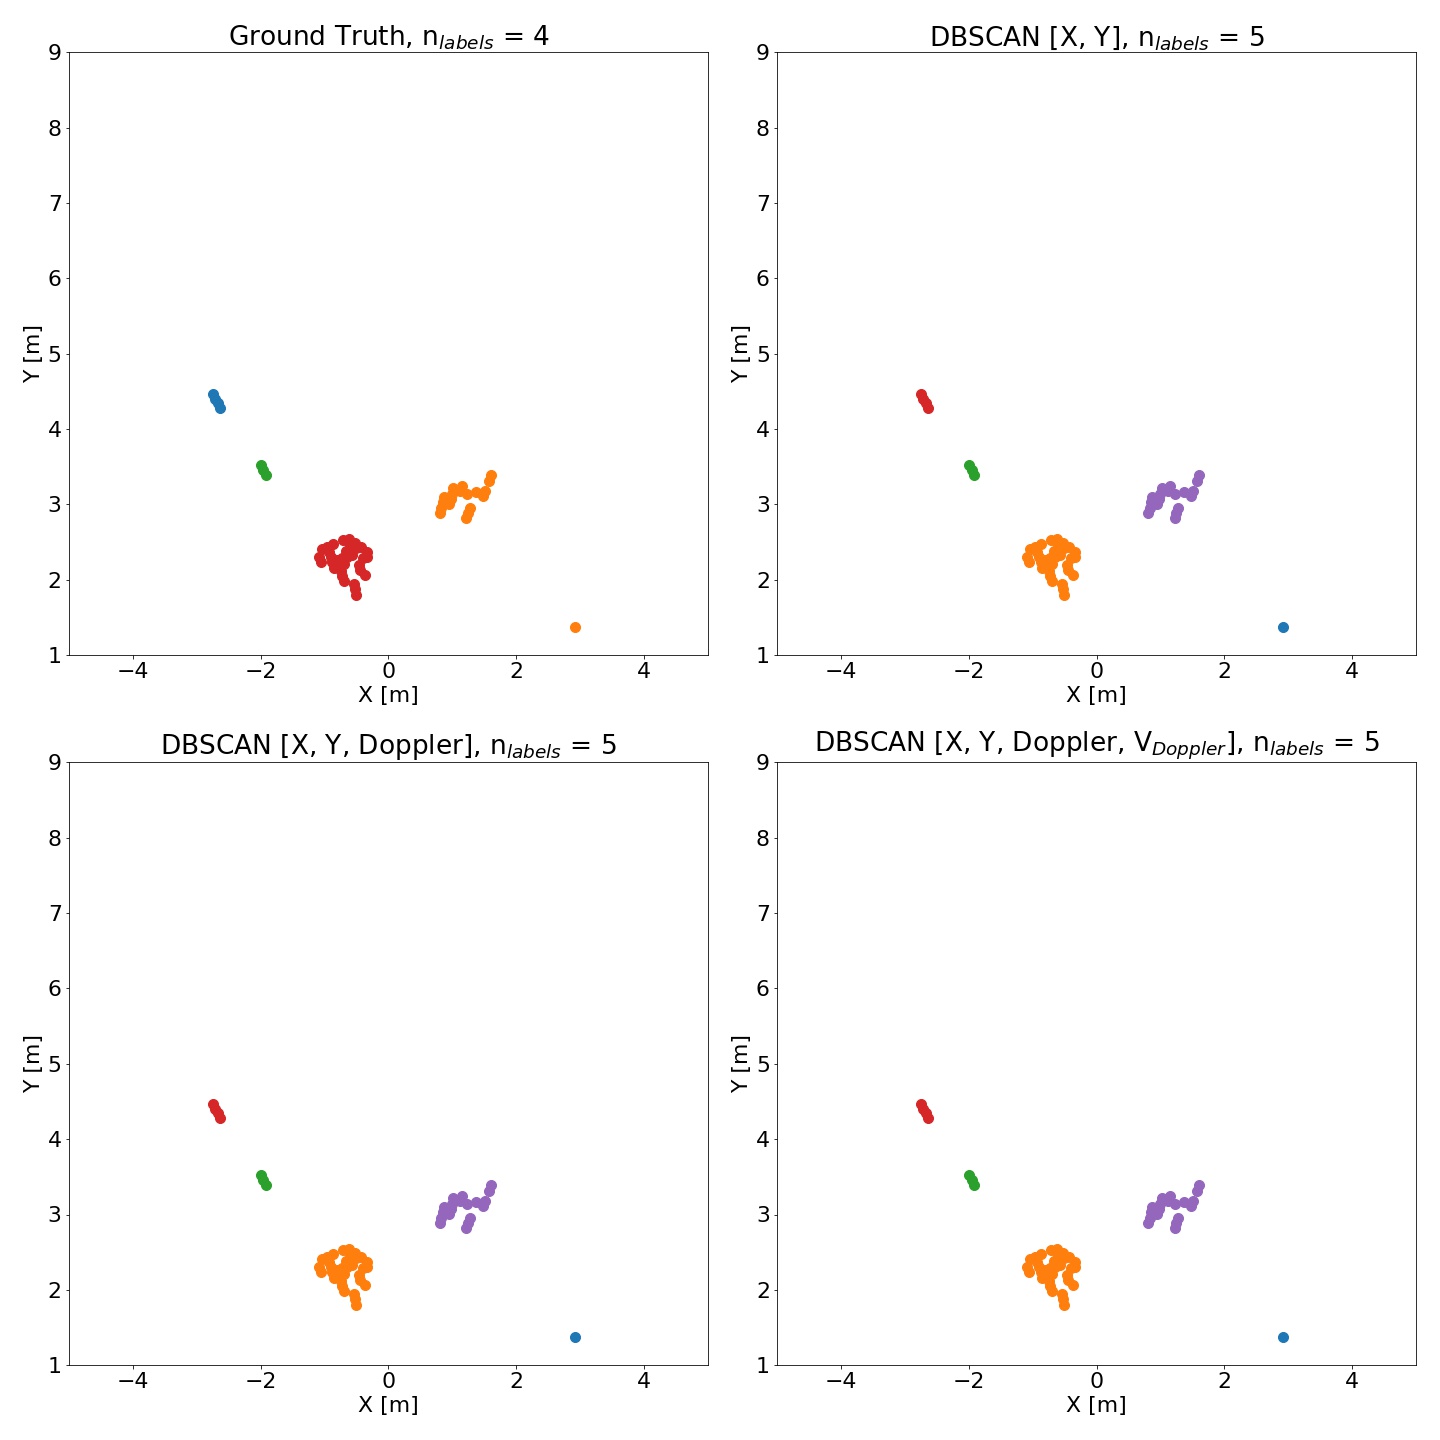 Ground Truth, n_labels = 4
9
8
7
6
5
4
3
2
1
Y [m]
−4 −2 0 2 4
X [m]
DBSCAN [X, Y], n_labels = 5
9
8
7
6
5
4
3
2
1
Y [m]
−4 −2 0 2 4
X [m]
DBSCAN [X, Y, Doppler], n_labels = 5
9
8
7
6
5
4
3
2
1
Y [m]
−4 −2 0 2 4
X [m]
DBSCAN [X, Y, Doppler, V_Doppler], n_labels = 5
9
8
7
6
5
4
3
2
1
Y [m]
−4 −2 0 2 4
X [m]